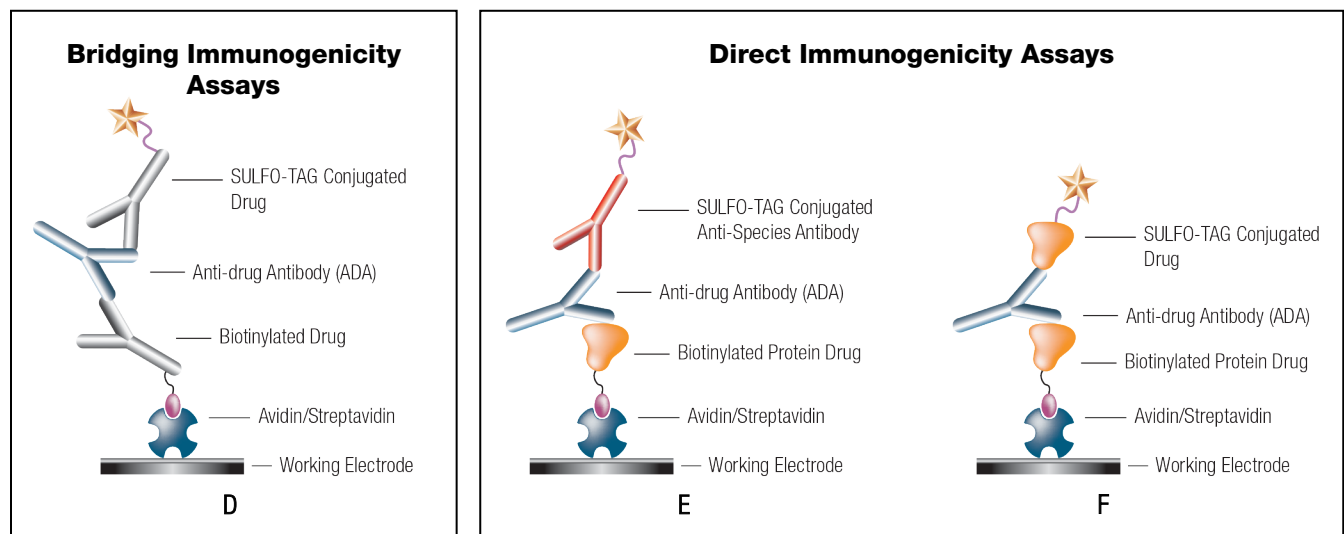 Bridging Immunogenicity
Assays
SULFO-TAG Conjugated
Drug
Anti-drug Antibody (ADA)
Biotinylated Drug
Avidin/Streptavidin
Working Electrode
D
Direct Immunogenicity Assays
SULFO-TAG Conjugated
Anti-Species Antibody
Anti-drug Antibody (ADA)
Biotinylated Protein Drug
Avidin/Streptavidin
Working Electrode
E
SULFO-TAG Conjugated
Drug
Anti-drug Antibody (ADA)
Biotinylated Protein Drug
Avidin/Streptavidin
Working Electrode
F